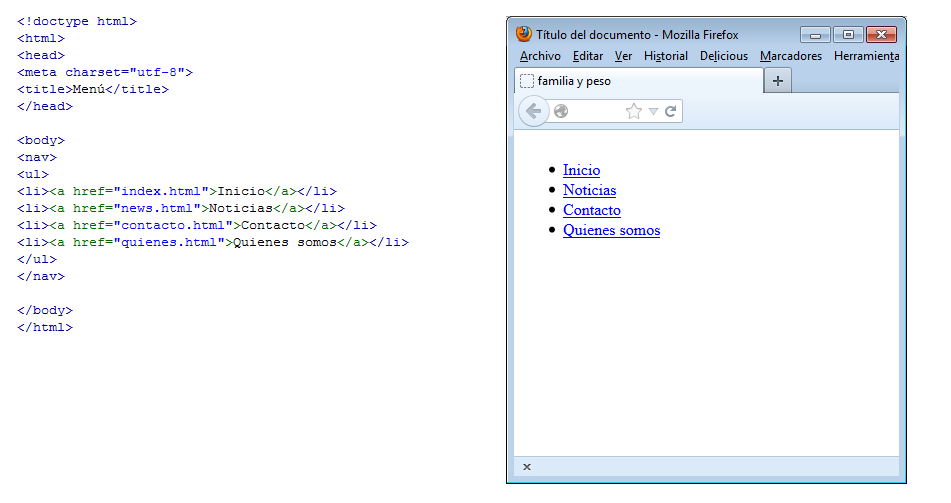 <!doctype html>
<html>
<head>
<meta charset="utf-8">
<title>Menú</title>
</head>
<body>
<nav>
<ul>
<li><a href="index.html">Inicio</a></li>
<li><a href="news.html">Noticias</a></li>
<li><a href="contacto.html">Contacto</a></li>
<li><a href="quienes.html">Quienes somos</a></li>
</ul>
</nav>
</body>
</html>
Título del documento - Mozilla Firefox
Archivo Editar Ver Historial Delicious Marcadores Herramienta
familia y peso
Inicio
Noticias
Contacto
Quienes somos